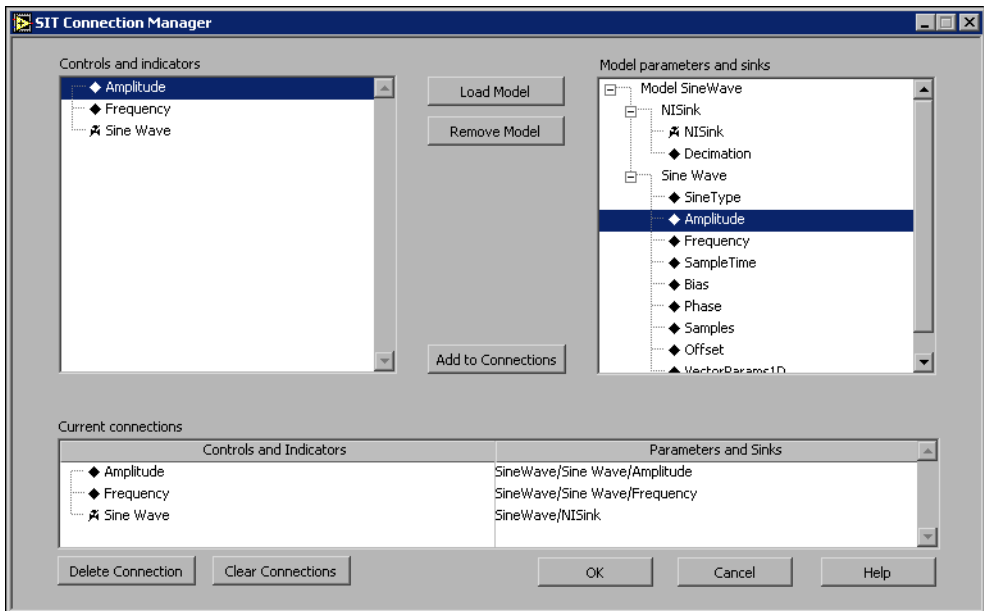 SIT Connection Manager
Controls and indicators
Amplitude
Frequency
Sine Wave
Load Model
Remove Model
Add to Connections
Model parameters and sinks
Model SineWave
NISink
NISink
Decimation
Sine Wave
SineType
Amplitude
Frequency
SampleTime
Bias
Phase
Samples
Offset
VectorParams1D
Current connections
Controls and Indicators Parameters and Sinks
Amplitude SineWave/Sine Wave/Amplitude
Frequency SineWave/Sine Wave/Frequency
Sine Wave SineWave/NISink
Delete Connection Clear Connections OK Cancel Help